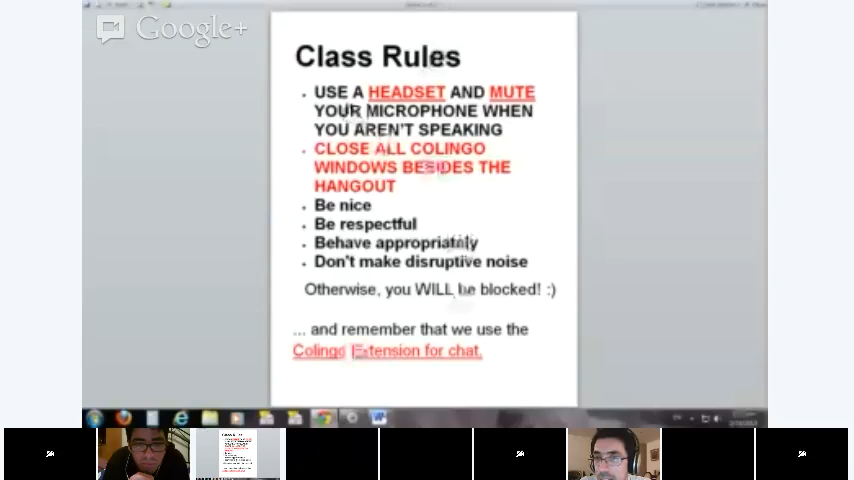 Google+
Class Rules
USE A HEADSET AND MUTE
YOUR MICROPHONE WHEN
YOU AREN'T SPEAKING
CLOSE ALL COLINGO
WINDOWS BESIDES THE
HANGOUT
Be nice
Be respectful
Behave appropriately
Don't make disruptive noise
Otherwise, you WILL be blocked! :)
... and remember that we use the
Colingo Extension for chat.